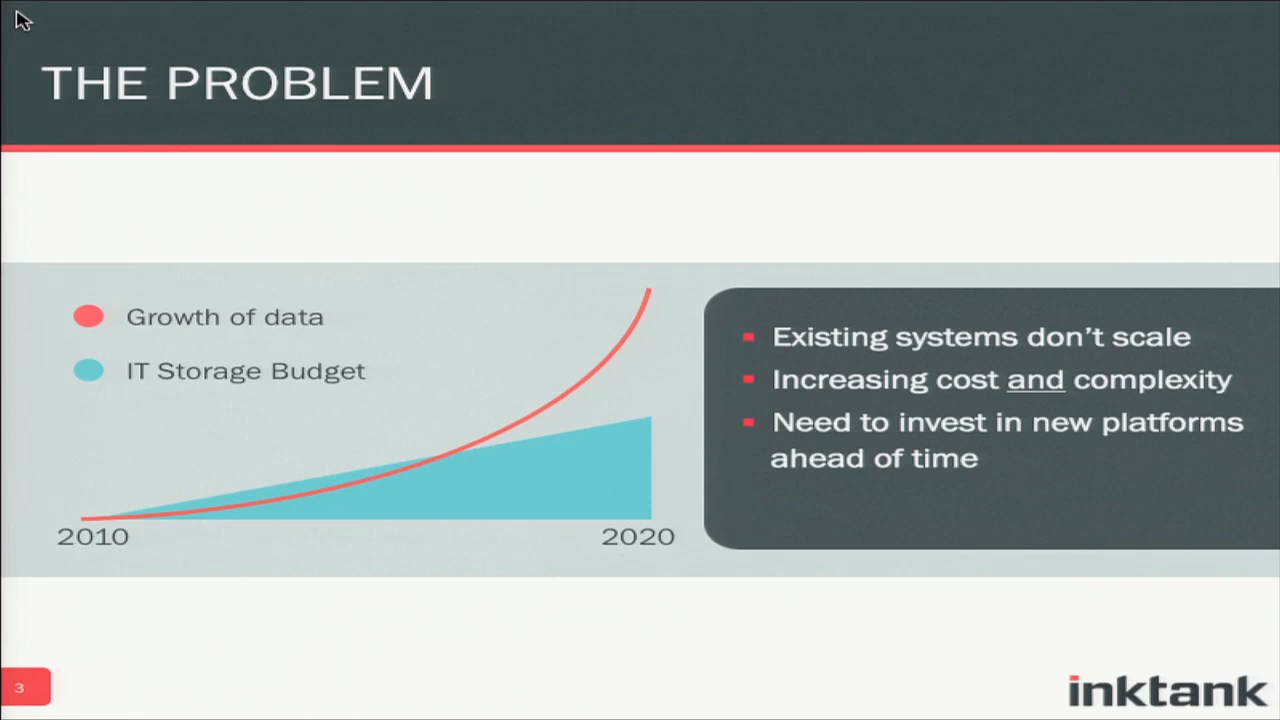 THE PROBLEM
Growth of data
IT Storage Budget
2010
2020
Existing systems don’t scale
Increasing cost and complexity
Need to invest in new platforms
ahead of time
3
inktank